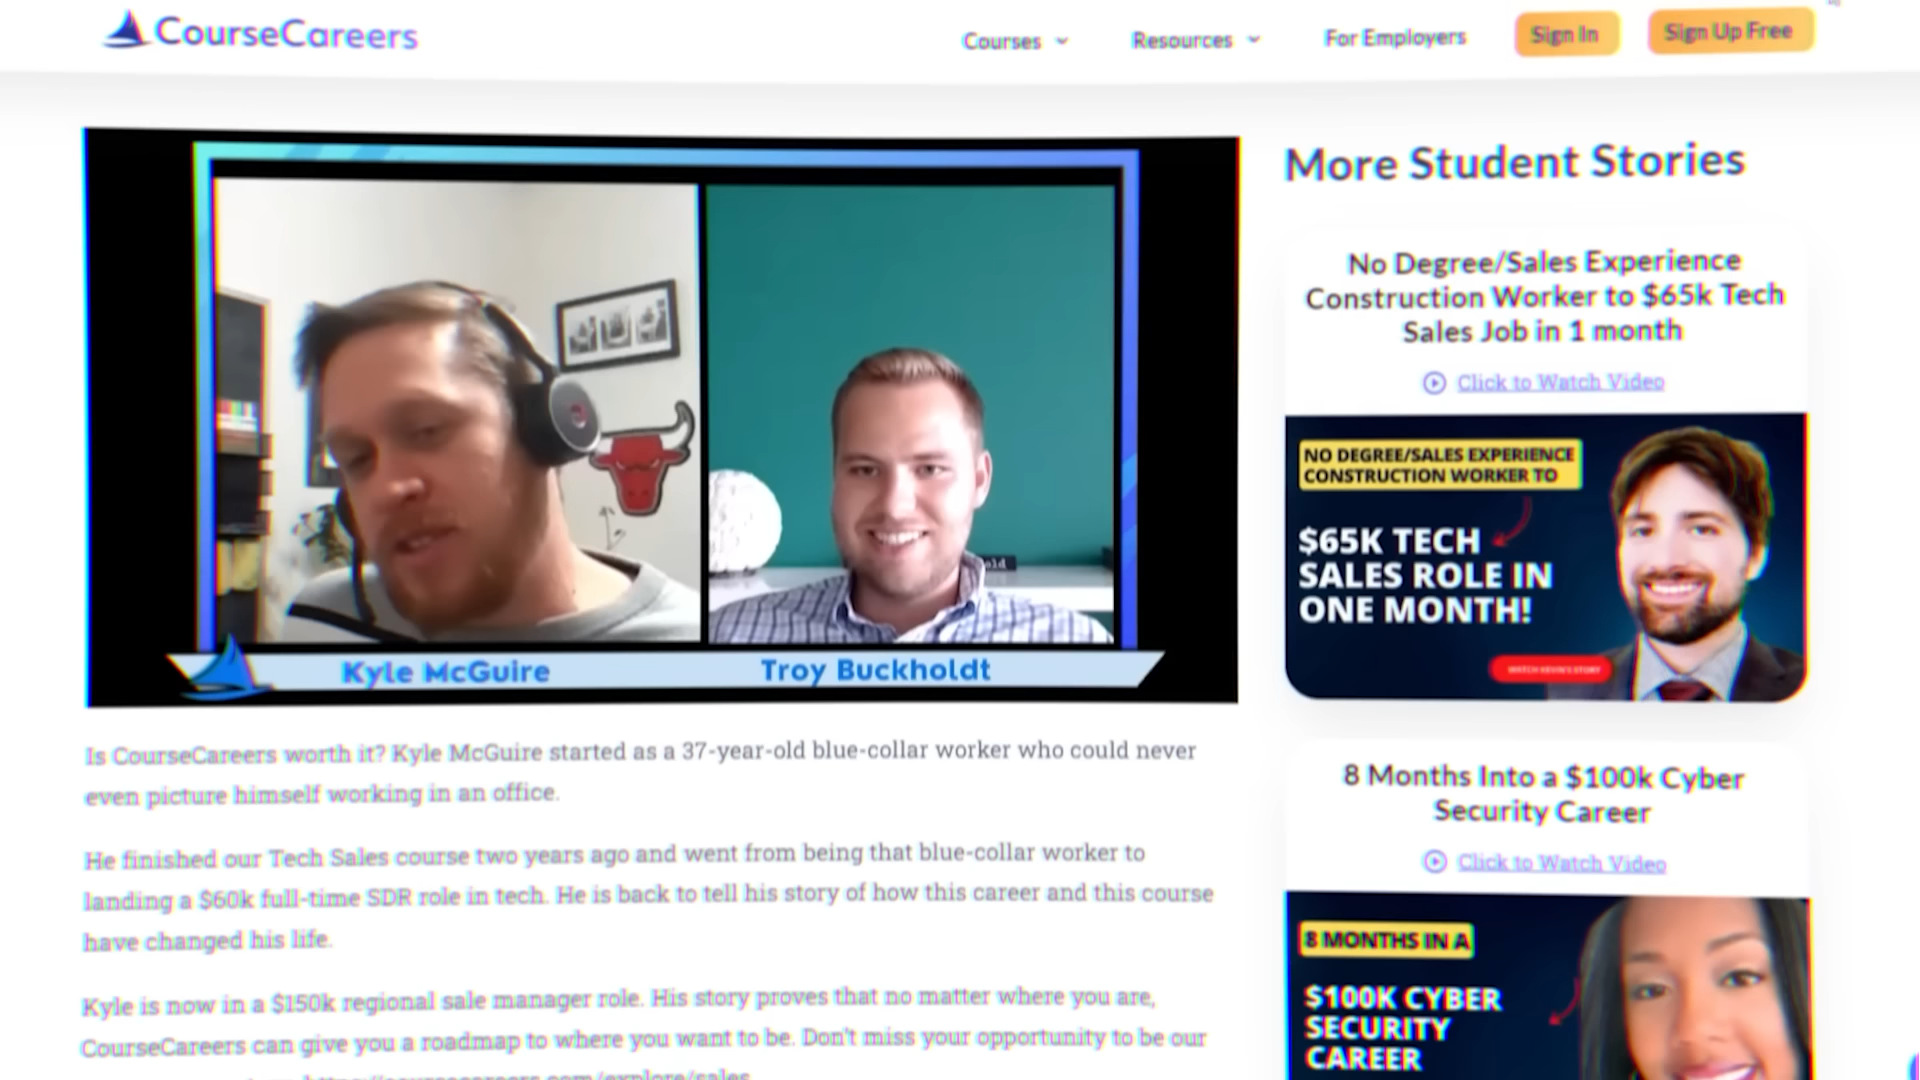 CourseCareers
Courses
Resources
For Employers
Sign In
Sign Up Free
old
Kyle McGuire
Troy Buckholdt
Is CourseCareers worth it? Kyle McGuire started as a 37-year-old blue-collar worker who could never
even picture himself working in an office.
He finished our Tech Sales course two years ago and went from being that blue-collar worker to
landing a $60k full-time SDR role in tech. He is back to tell his story of how this career and this course
have changed his life.
Kyle is now in a $150k regional sale manager role. His story proves that no matter where you are,
CourseCareers can give you a roadmap to where you want to be. Don't miss your opportunity to be our
https://coursecareers.com/explore/sales
More Student Stories
No Degree/Sales Experience
Construction Worker to $65k Tech
Sales Job in 1 month
Click to Watch Video
NO DEGREE/SALES EXPERIENCE
CONSTRUCTION WORKER TO
$65K TECH
SALES ROLE IN
ONE MONTH!
WATCH KEVIN'S STORY
8 Months Into a $100k Cyber
Security Career
Click to Watch Video
8 MONTHS IN A
$100K CYBER
SECURITY
CAREER